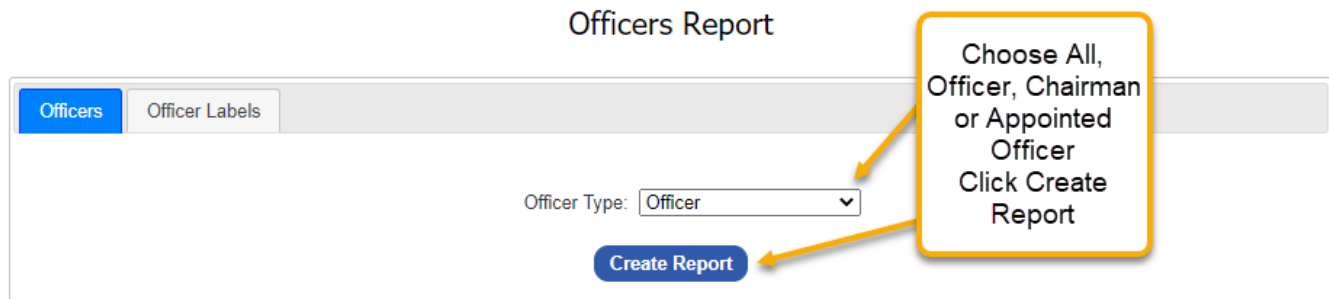 Officers Report
Choose All,
Officer, Chairman
or Appointed
Officer
Click Create
Report
Officers
Officer Labels
Officer Type: Officer
Create Report